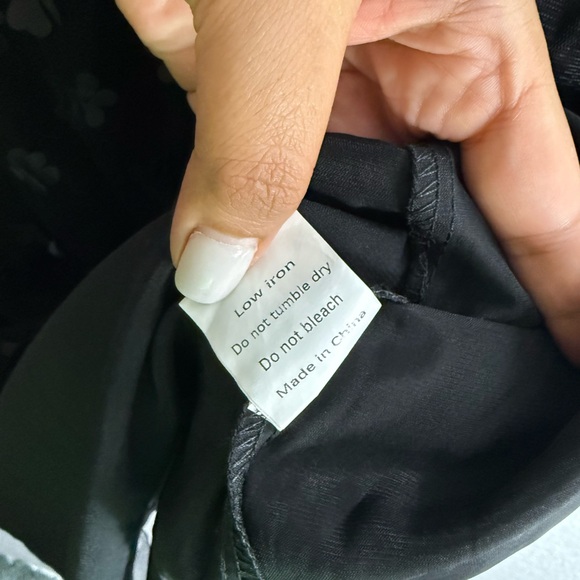 Low iron
Do not tumble dry
Do not bleach
Made in China